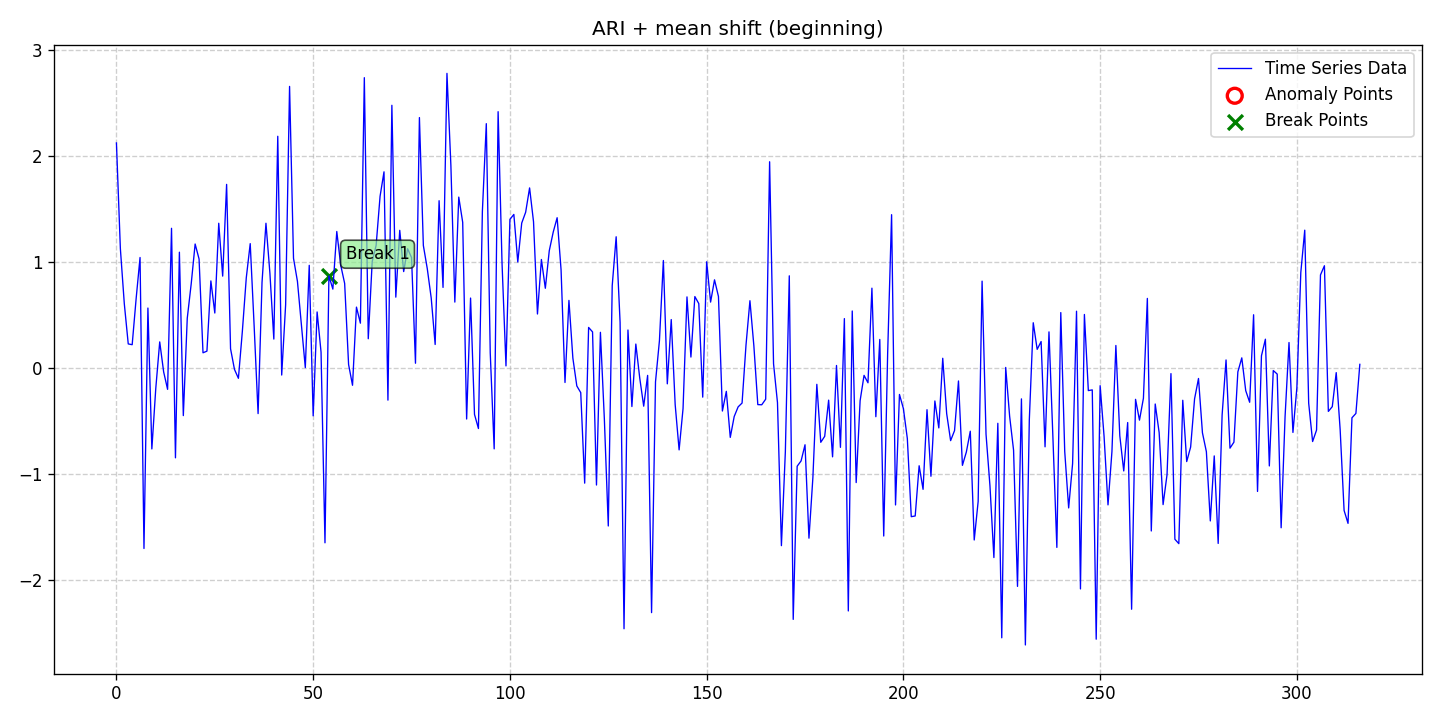 ARI + mean shift (beginning)
Time Series Data
Anomaly Points
Break Points
Break 1
3
2
1
0
−1
−2
0 50 100 150 200 250 300